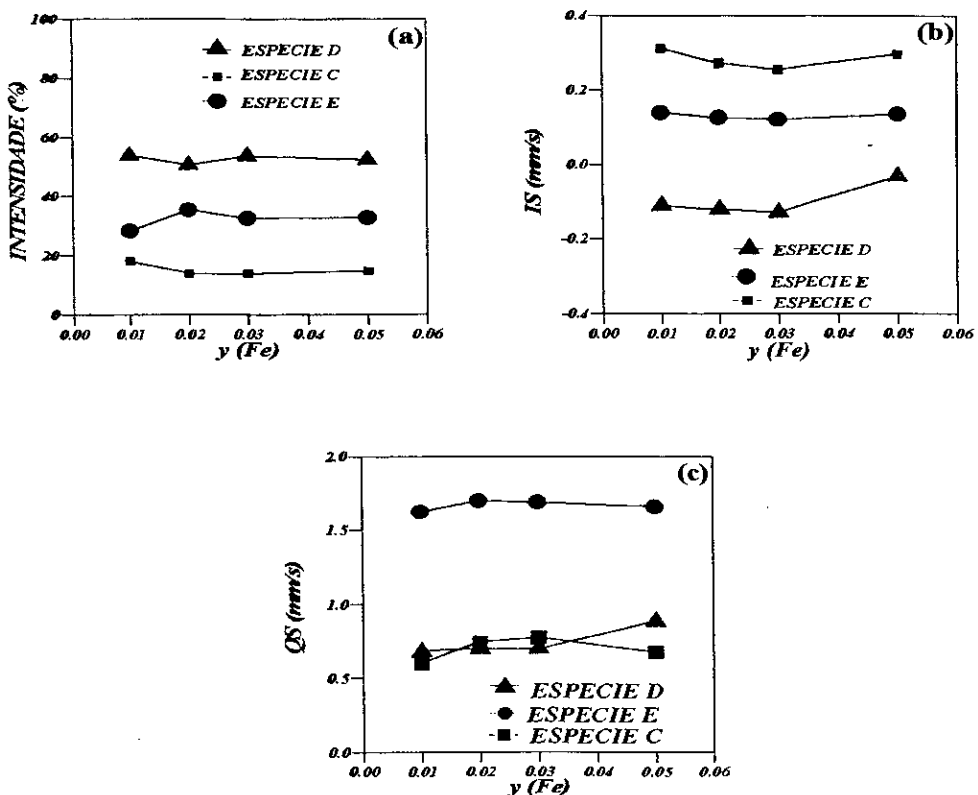 (a)
100
80
60
40
20
0
INTENSIDADE (%)
ESPECIE D
ESPECIE C
ESPECIE E
0.00 0.01 0.02 0.03 0.04 0.05 0.06
y (Fe)
(b)
0.4
0.2
0.0
-0.2
-0.4
IS (mm/s)
ESPECIE D
ESPECIE E
ESPECIE C
0.00 0.01 0.02 0.03 0.04 0.05 0.06
y (Fe)
(c)
2.0
1.5
1.0
0.5
0.0
QS (mm/s)
ESPECIE D
ESPECIE E
ESPECIE C
0.00 0.01 0.02 0.03 0.04 0.05 0.06
y (Fe)